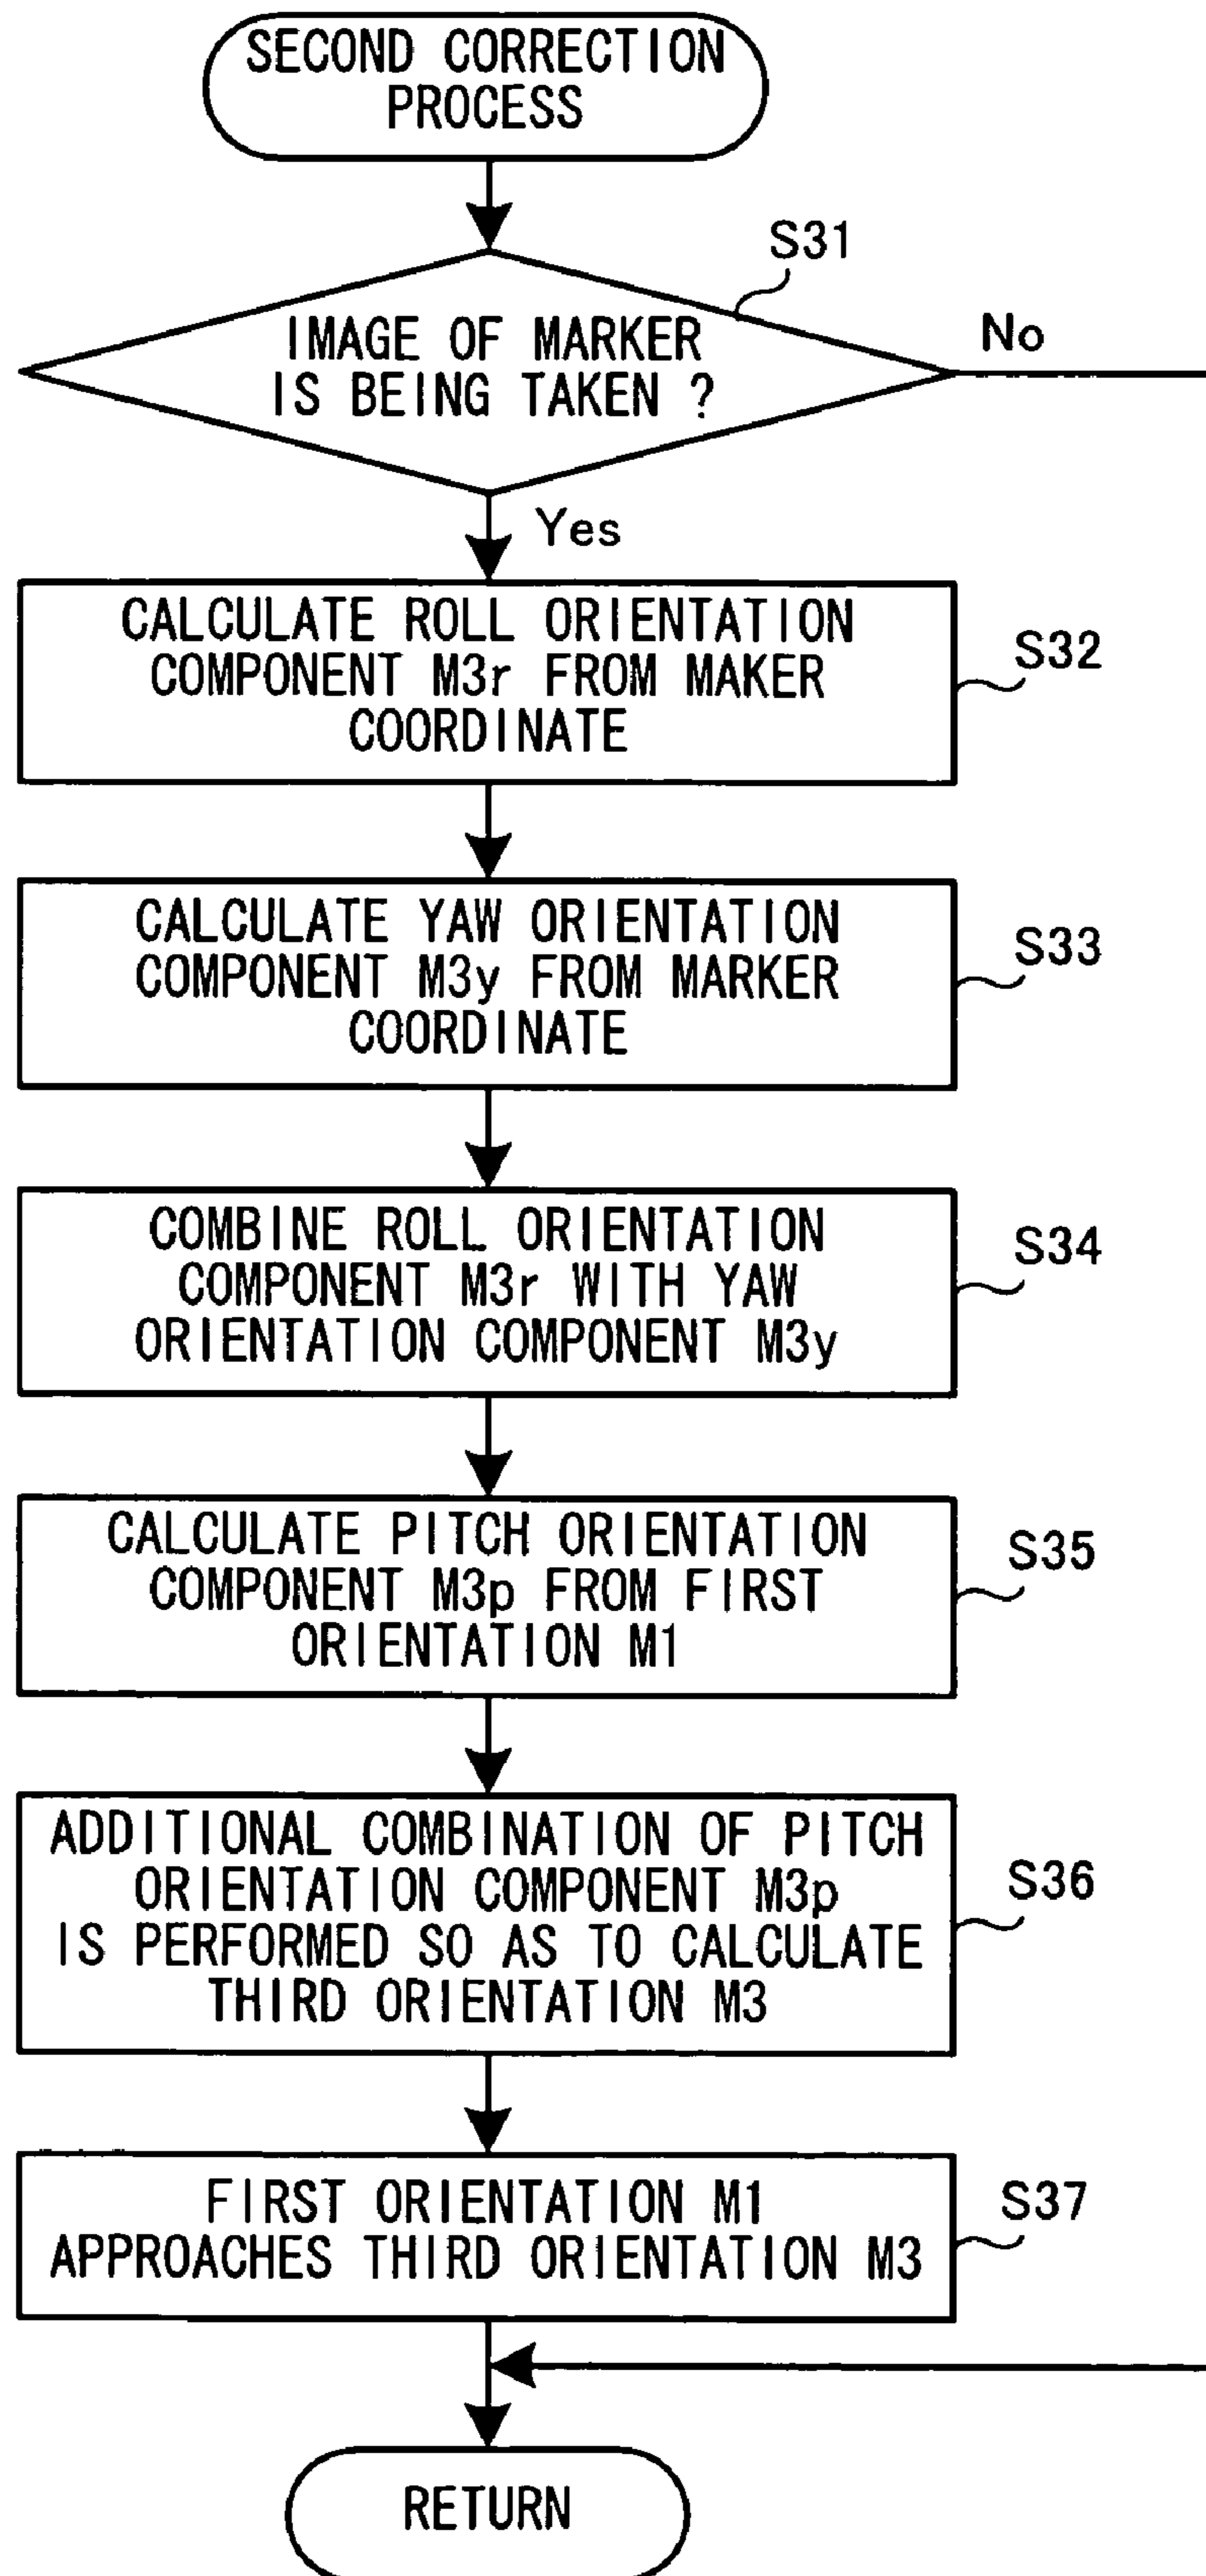 SECOND CORRECTION
PROCESS
S31
IMAGE OF MARKER
IS BEING TAKEN ?
No
Yes
CALCULATE ROLL ORIENTATION
COMPONENT M3r FROM MAKER
COORDINATE
S32
CALCULATE YAW ORIENTATION
COMPONENT M3y FROM MARKER
COORDINATE
S33
COMBINE ROLL ORIENTATION
COMPONENT M3r WITH YAW
ORIENTATION COMPONENT M3y
S34
CALCULATE PITCH ORIENTATION
COMPONENT M3p FROM FIRST
ORIENTATION M1
S35
ADDITIONAL COMBINATION OF PITCH
ORIENTATION COMPONENT M3p
IS PERFORMED SO AS TO CALCULATE
THIRD ORIENTATION M3
S36
FIRST ORIENTATION M1
APPROACHES THIRD ORIENTATION M3
S37
RETURN